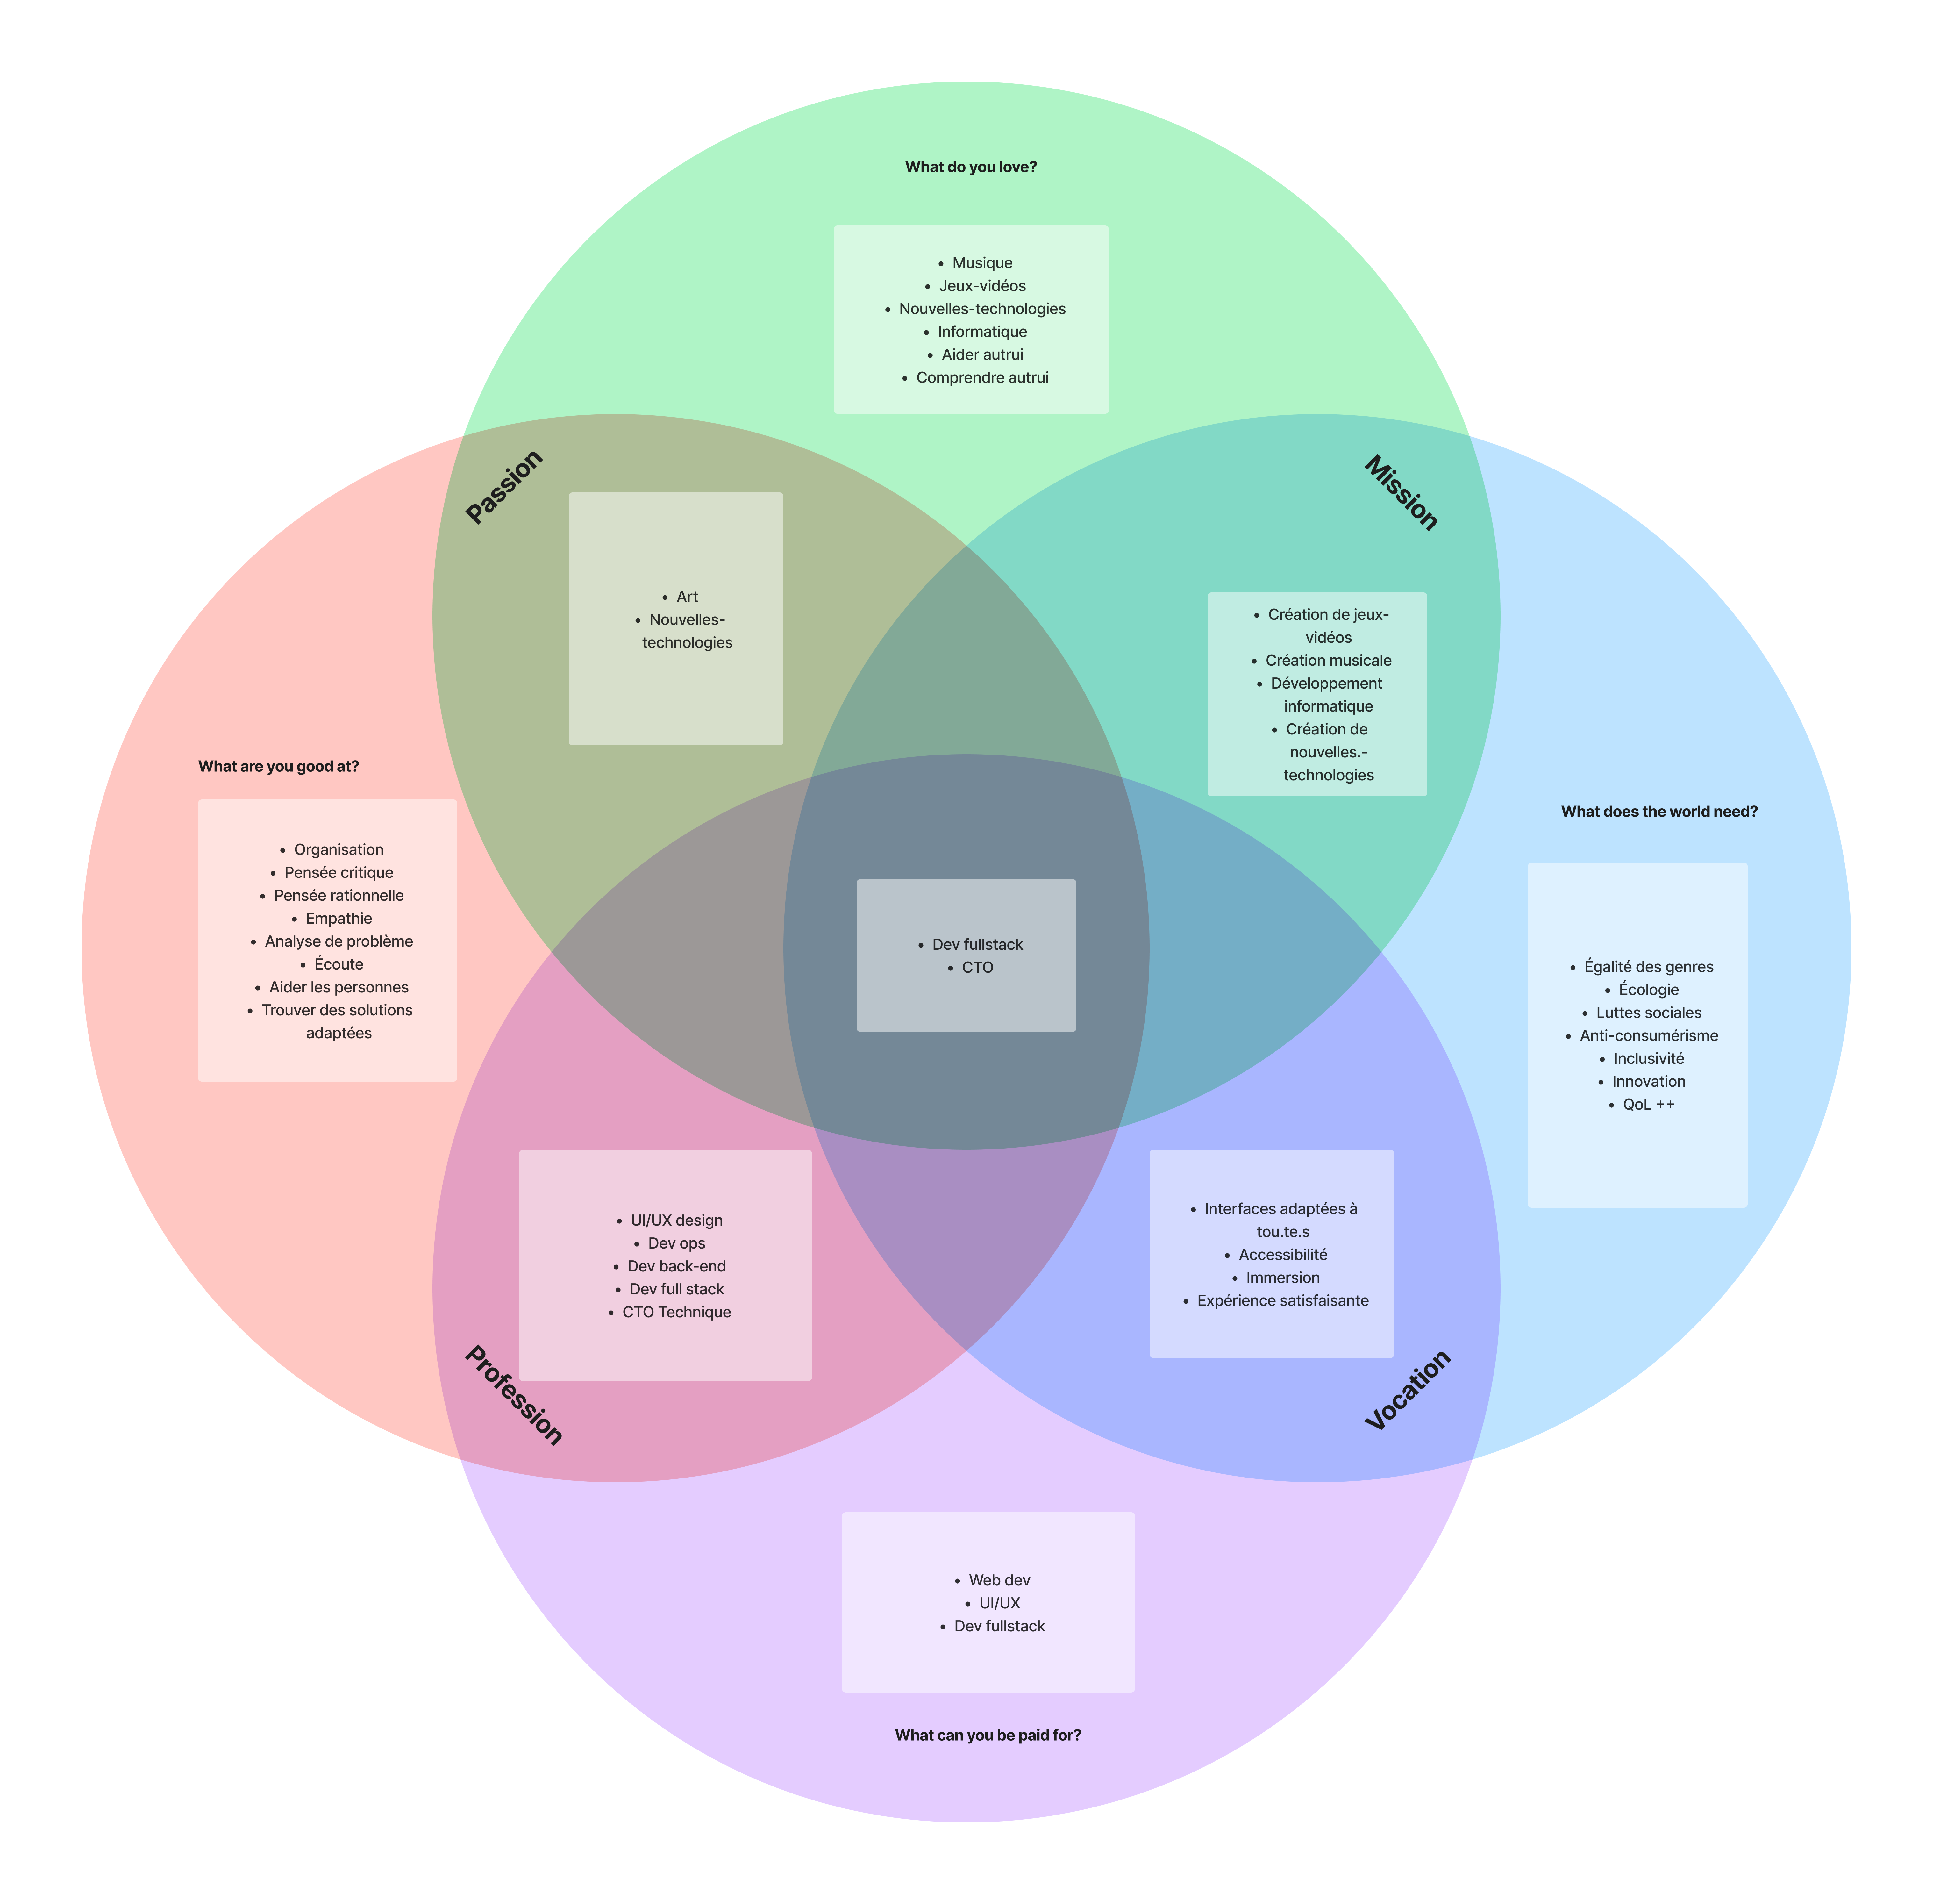 What do you love?
• Musique
• Jeux-vidéos
• Nouvelles-technologies
• Informatique
• Aider autrui
• Comprendre autrui
Passion
Mission
• Art
• Nouvelles-
technologies
• Création de jeux-
vidéos
• Création musicale
• Développement
informatique
• Création de
nouvelles.-
technologies
What are you good at?
• Organisation
• Pensée critique
• Pensée rationnelle
• Empathie
• Analyse de problème
• Écoute
• Aider les personnes
• Trouver des solutions
adaptées
• Dev fullstack
• CTO
What does the world need?
• Égalité des genres
• Écologie
• Luttes sociales
• Anti-consumérisme
• Inclusivité
• Innovation
• QoL ++
• UI/UX design
• Dev ops
• Dev back-end
• Dev full stack
• CTO Technique
• Interfaces adaptées à
tou.te.s
• Accessibilité
• Immersion
• Expérience satisfaisante
Profession
Vocation
• Web dev
• UI/UX
• Dev fullstack
What can you be paid for?